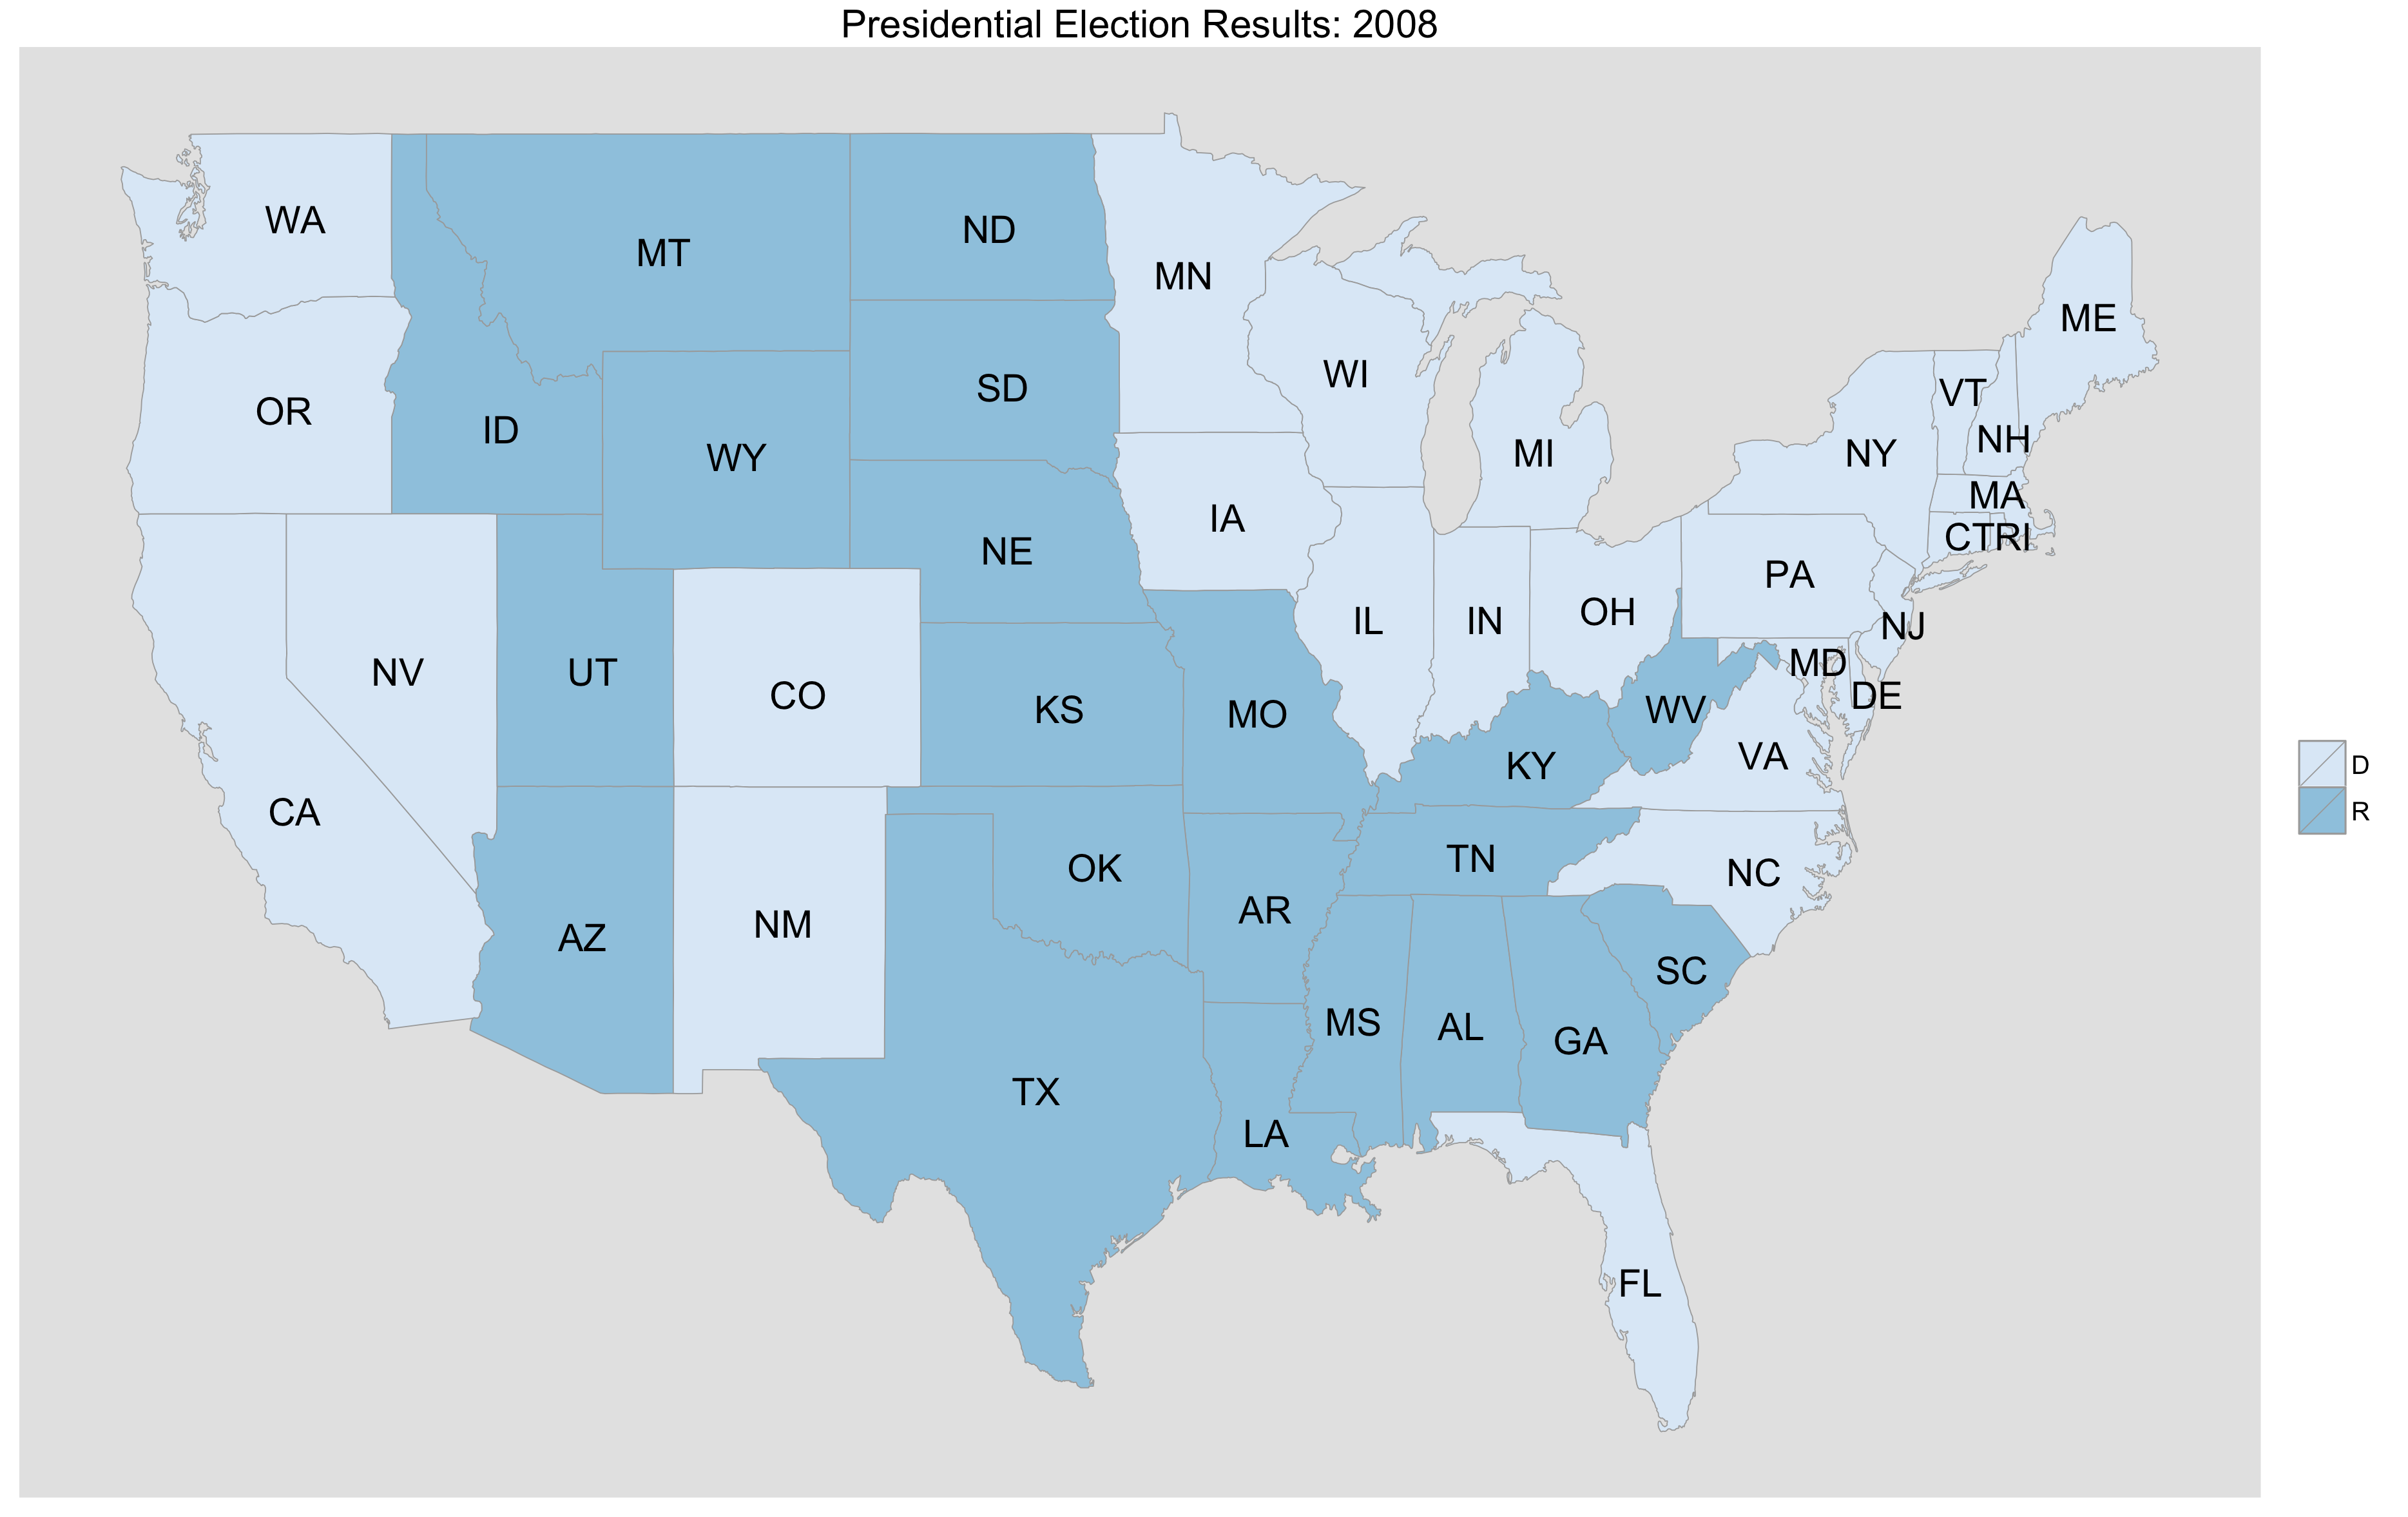 Presidential Election Results: 2008
WA
MT
ND
MN
ME
OR
ID
WY
SD
WI
MI
NY
VT
NH
MA
CT
RI
IA
NE
PA
NV
UT
CO
KS
MO
IL
IN
OH
NJ
MD
DE
WV
VA
KY
CA
AZ
NM
OK
AR
TN
NC
SC
MS
AL
GA
TX
LA
FL
D
R